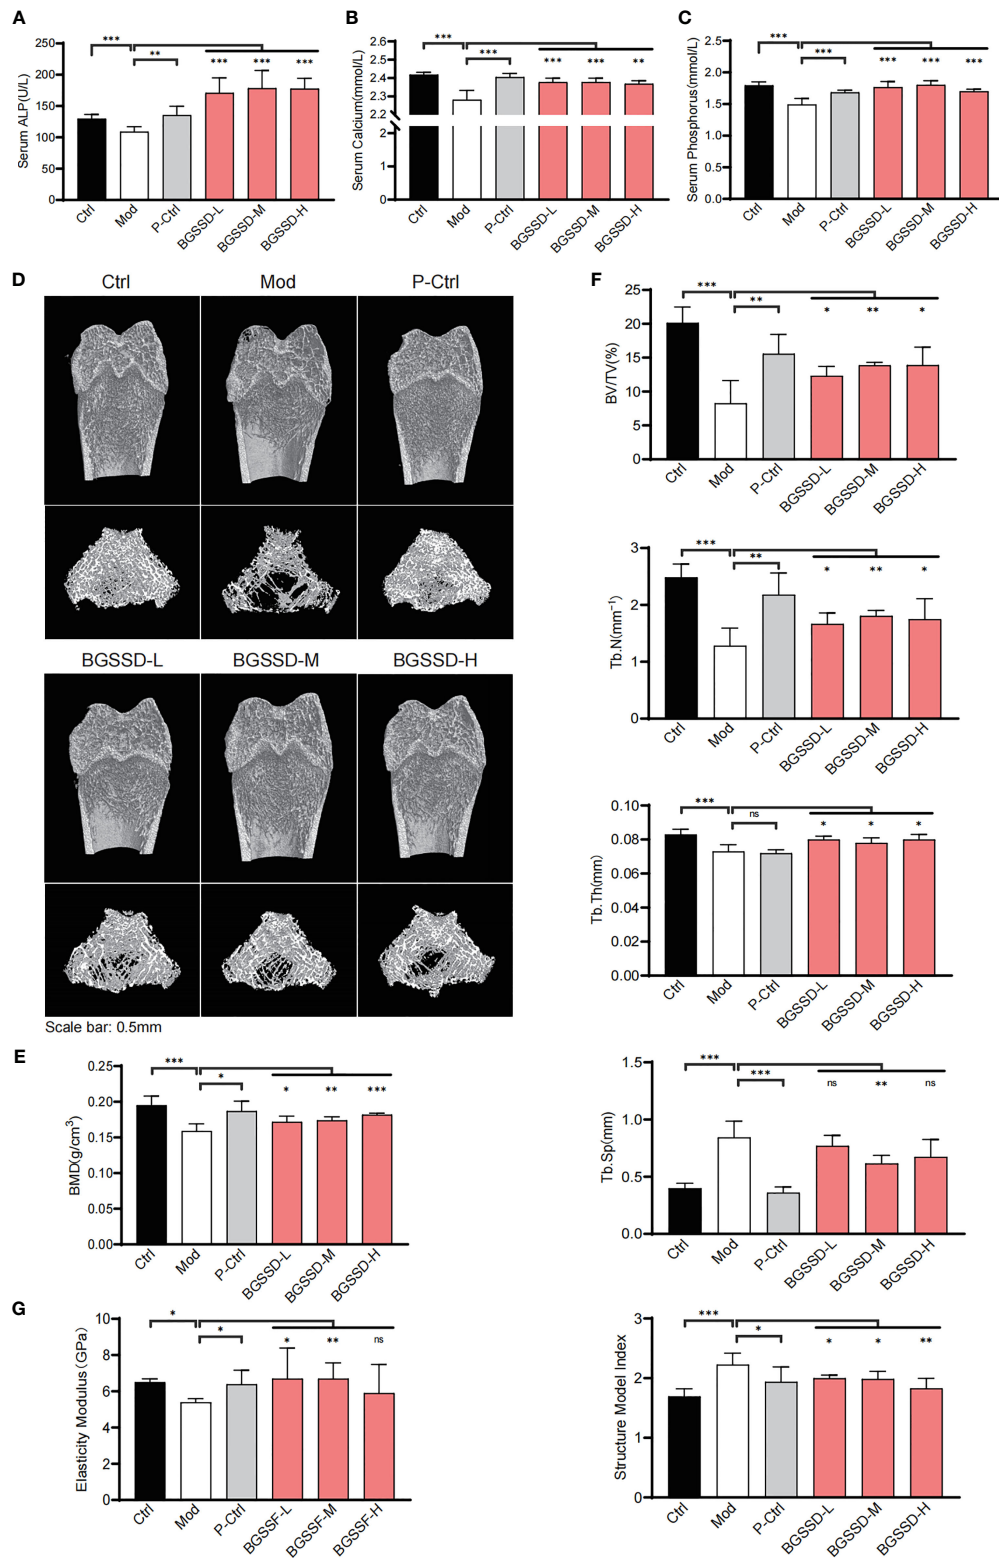 A
Serum ALP(U/L)
250
200
150
100
50
0
***
**
***
***
***
Ctrl
Mod
P-Ctrl
BGSSD-L
BGSSD-M
BGSSD-H
B
Serum Calcium(mmol/L)
2.6
2.5
2.4
2.3
2.2
2
1
0
***
***
***
***
**
Ctrl
Mod
P-Ctrl
BGSSD-L
BGSSD-M
BGSSD-H
C
Serum Phosphorus(mmol/L)
2.5
2.0
1.5
1.0
0.5
0.0
***
***
***
***
***
Ctrl
Mod
P-Ctrl
BGSSD-L
BGSSD-M
BGSSD-H
D
Ctrl
Mod
P-Ctrl
BGSSD-L
BGSSD-M
BGSSD-H
Scale bar: 0.5mm
E
BMD(g/cm³)
0.25
0.20
0.15
0.10
0.05
0.00
***
*
*
**
***
Ctrl
Mod
P-Ctrl
BGSSD-L
BGSSD-M
BGSSD-H
F
BV/TV(%)
25
20
15
10
5
0
***
**
*
**
*
Ctrl
Mod
P-Ctrl
BGSSD-L
BGSSD-M
BGSSD-H
Tb.N(mm⁻¹)
3
2
1
0
***
**
*
**
*
Ctrl
Mod
P-Ctrl
BGSSD-L
BGSSD-M
BGSSD-H
Tb.Th(mm)
0.10
0.08
0.06
0.04
0.02
0.00
***
ns
*
*
*
Ctrl
Mod
P-Ctrl
BGSSD-L
BGSSD-M
BGSSD-H
Tb.Sp(mm)
1.5
1.0
0.5
0.0
***
***
ns
**
ns
Ctrl
Mod
P-Ctrl
BGSSD-L
BGSSD-M
BGSSD-H
Structure Model Index
3
2
1
0
***
*
*
*
**
Ctrl
Mod
P-Ctrl
BGSSD-L
BGSSD-M
BGSSD-H
G
Elasticity Modulus(GPa)
10
8
6
4
2
0
*
*
*
**
ns
Ctrl
Mod
P-Ctrl
BGSSF-L
BGSSF-M
BGSSF-H